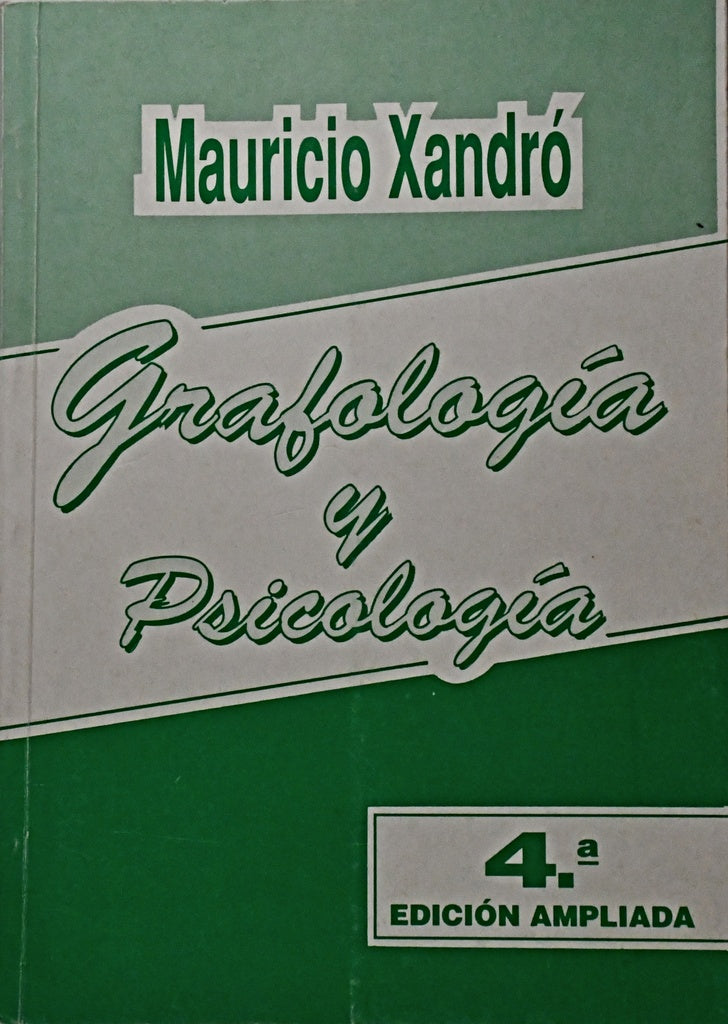 Mauricio Xandró
Grafología
y
Psicología
4.ª
EDICIÓN AMPLIADA